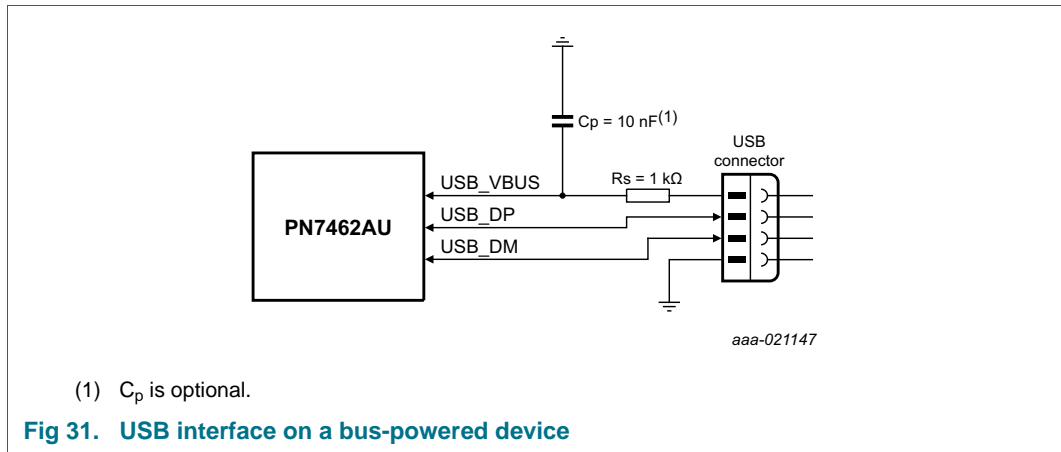 Cp = 10 nF(1)
USB
connector
USB_VBUS
Rs = 1 kΩ
USB_DP
PN7462AU
USB_DM
aaa-021147
(1) Cp is optional.
Fig 31. USB interface on a bus-powered device